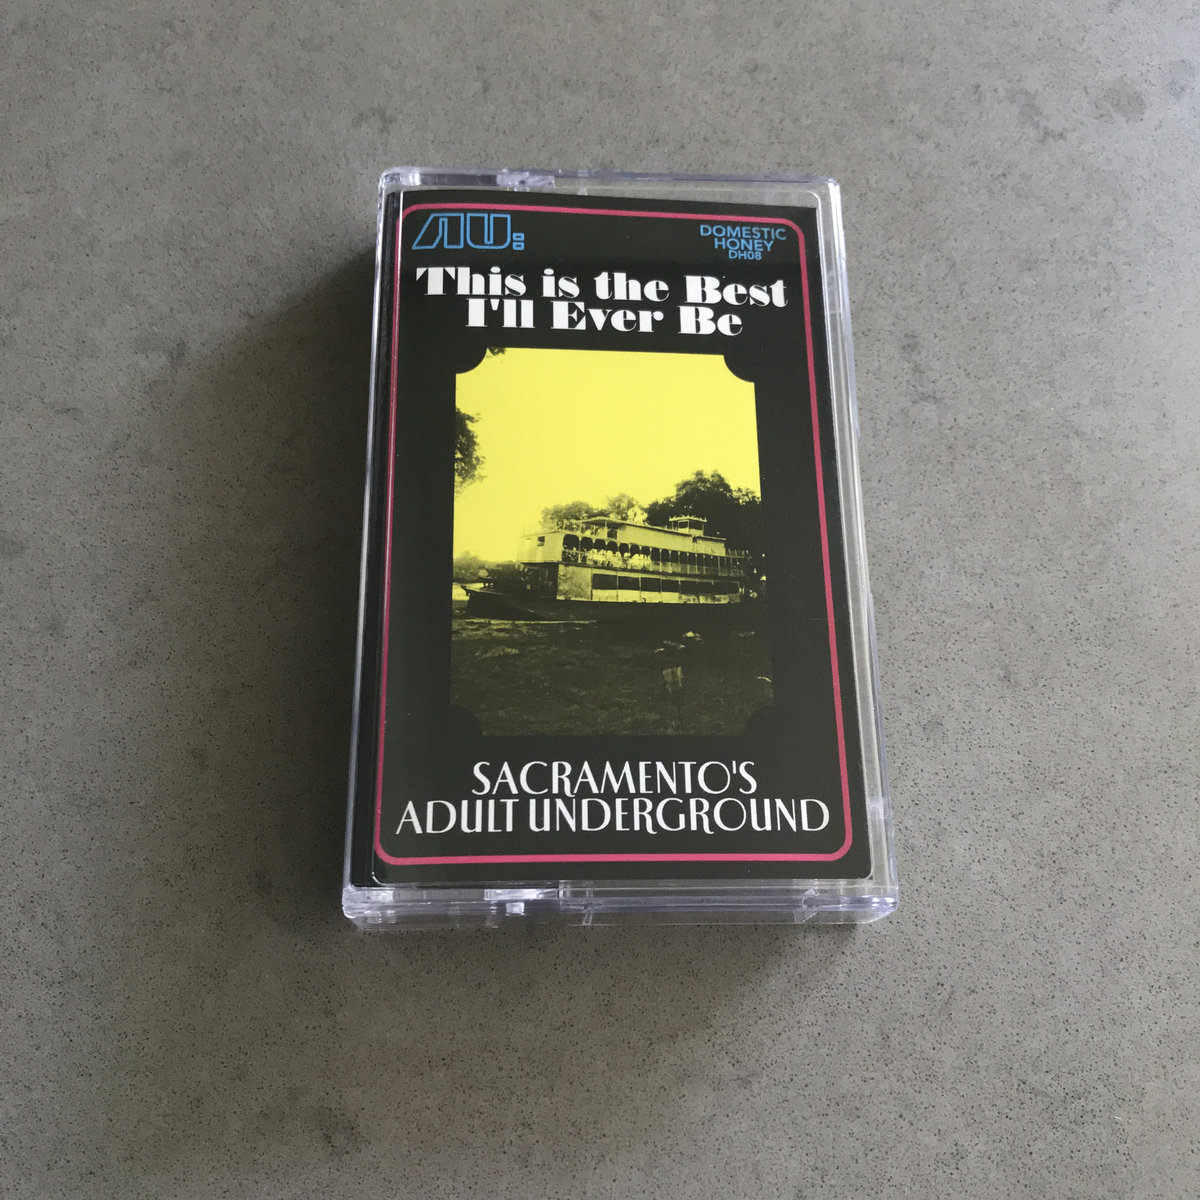 AU:
DOMESTIC
HONEY
DH08
This is the Best
I'll Ever Be
SACRAMENTO'S
ADULT UNDERGROUND